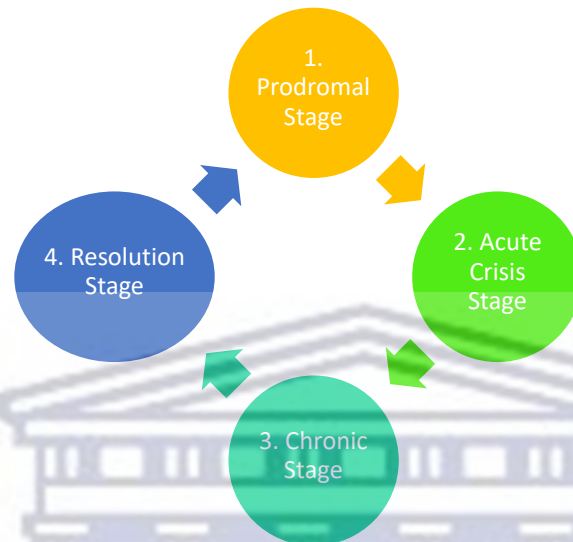 1.
Prodromal
Stage
2. Acute
Crisis
Stage
3. Chronic
Stage
4. Resolution
Stage